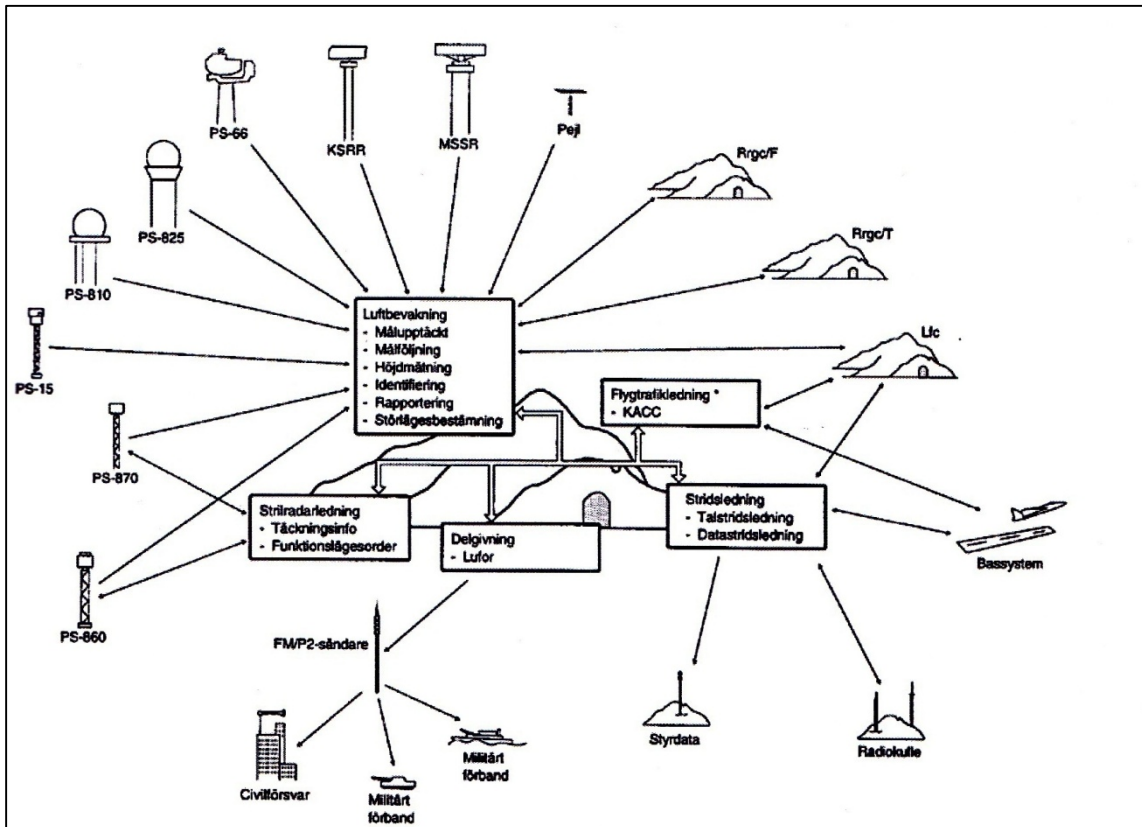 PS-66
KSRR
MSSR
Pejl
Rrgc/F
PS-825
Rrgc/T
PS-810
Luftbevakning
- Målupptäckt
- Målföljning
- Höjdmätning
- Identifiering
- Rapportering
- Störlägesbestämning
Lfc
PS-15
Flygtrafikledning *
- KACC
PS-870
Strilradarledning
- Täckningsinfo
- Funktionslägesorder
Delgivning
- Lufor
Stridsledning
- Talstridsledning
- Datastridsledning
Bassystem
PS-860
FM/P2-sändare
Civilförsvar
Militärt
förband
Militärt
förband
Styrdata
Radiokulle